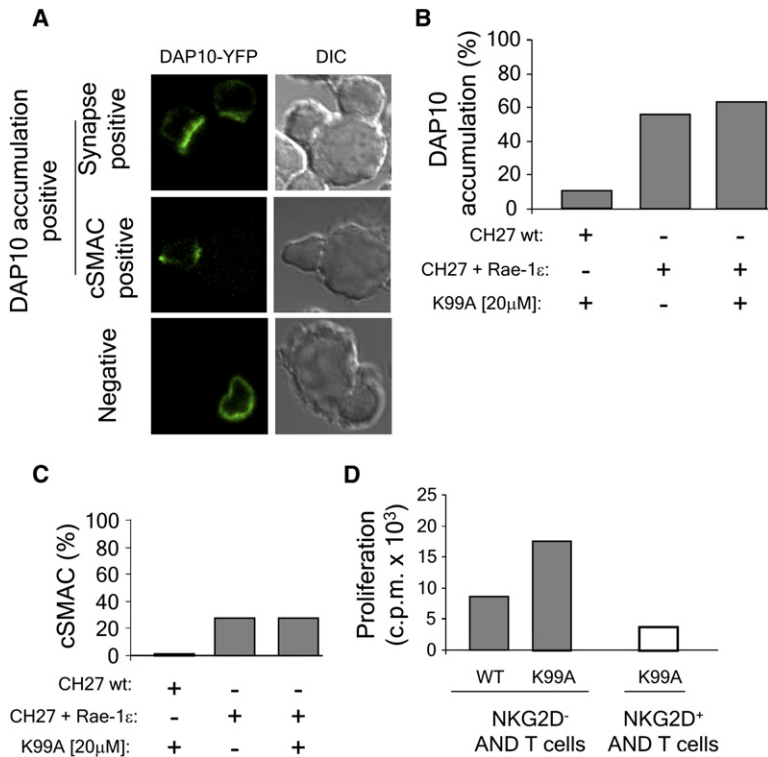 A
DAP10-YFP DIC
DAP10 accumulation
positive
Synapse
positive
cSMAC
positive
Negative
B
DAP10
accumulation (%)
100
80
60
40
20
0
CH27 wt: + - -
CH27 + Rae-1ε: - + +
K99A [20μM]: + - +
C
cSMAC (%)
100
80
60
40
20
0
CH27 wt: + - -
CH27 + Rae-1ε: - + +
K99A [20μM]: + - +
D
Proliferation
(c.p.m. x 10³)
25
20
15
10
5
0
WT K99A K99A
NKG2D⁻ NKG2D⁺
AND T cells AND T cells